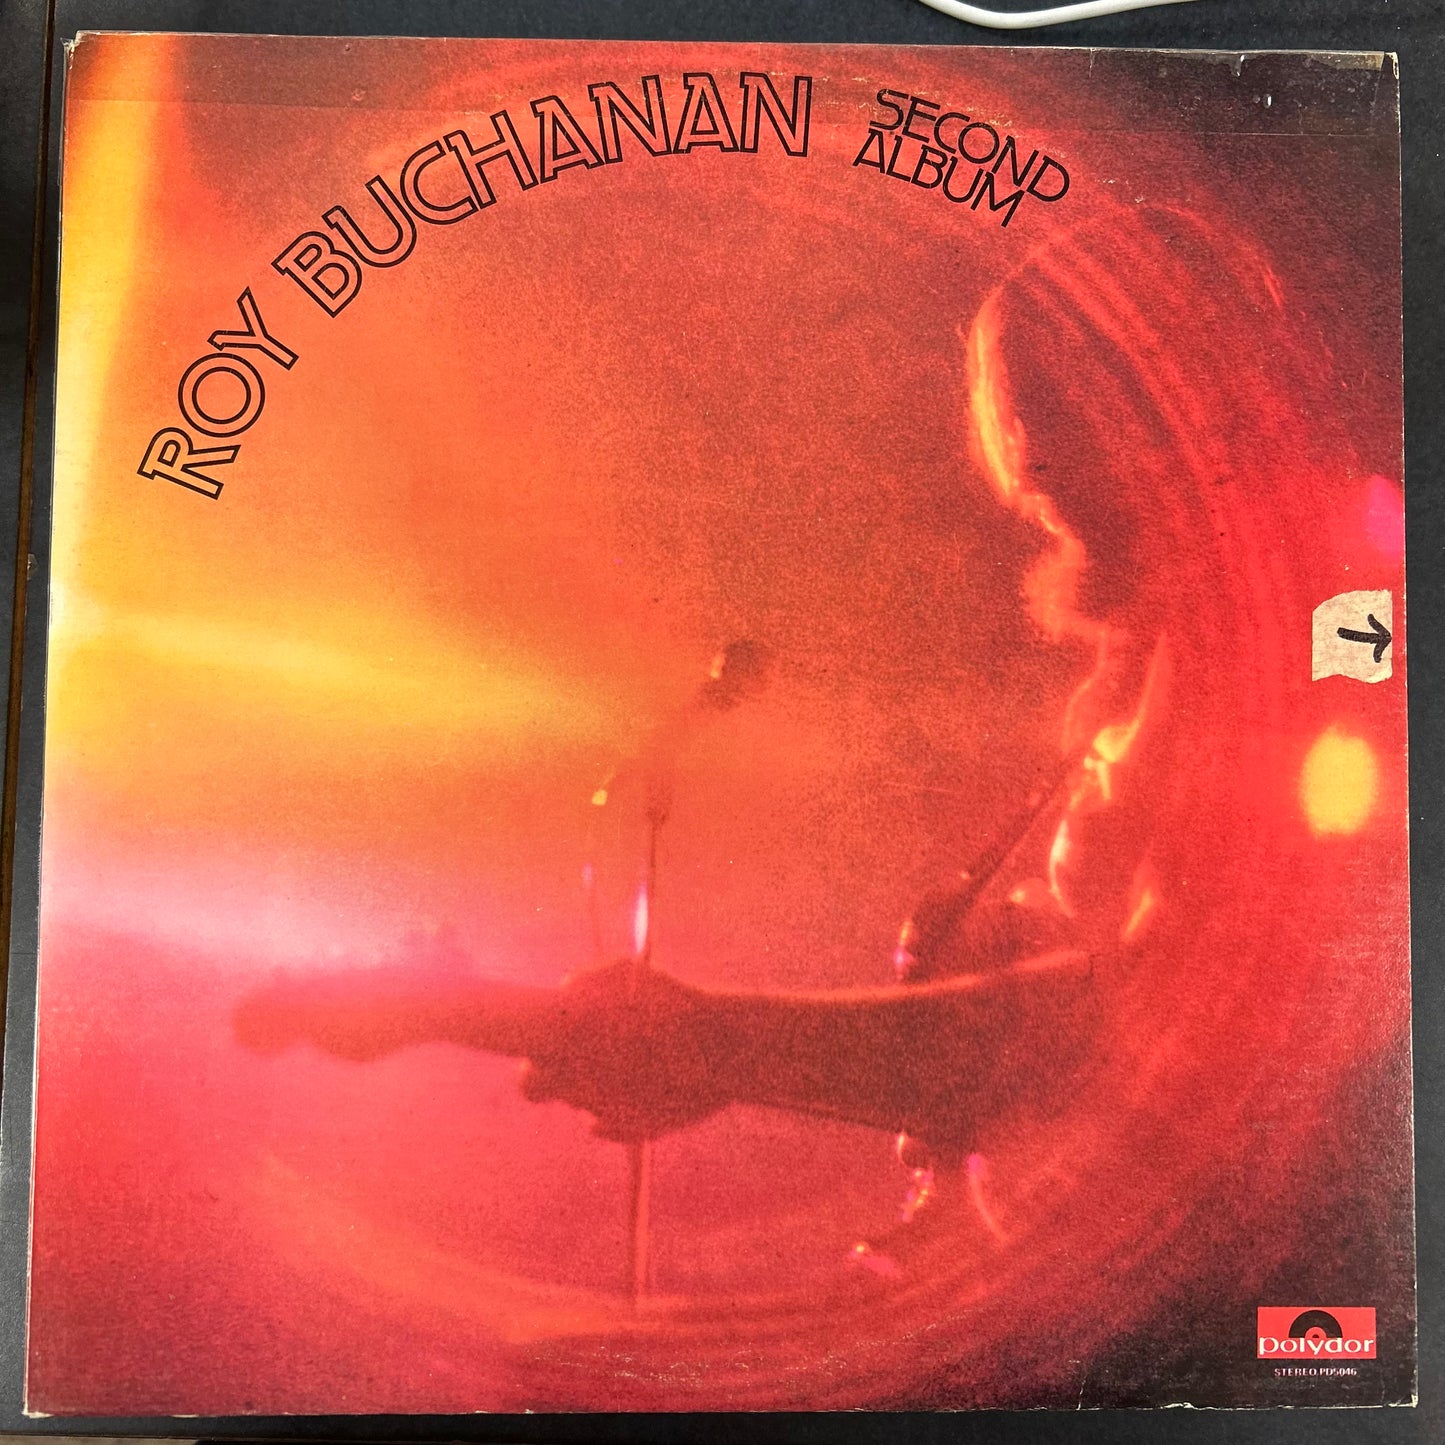 ROY BUCHANAN
SECOND
ALBUM
polydor
STEREO PD5046